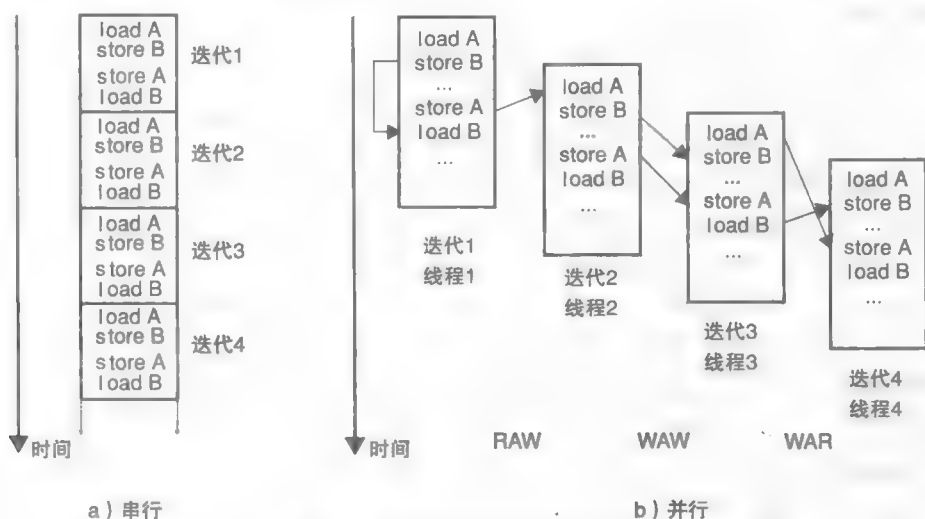 load A
store B
store A
load B
迭代1
load A
store B
store A
load B
迭代2
load A
store B
store A
load B
迭代3
load A
store B
store A
load B
迭代4
时间
a）串行
load A
store B
...
store A
load B
...
迭代1
线程1
load A
store B
...
store A
load B
...
迭代2
线程2
load A
store B
...
store A
load B
...
迭代3
线程3
load A
store B
...
store A
load B
...
迭代4
线程4
时间
RAW
WAW
WAR
b）并行